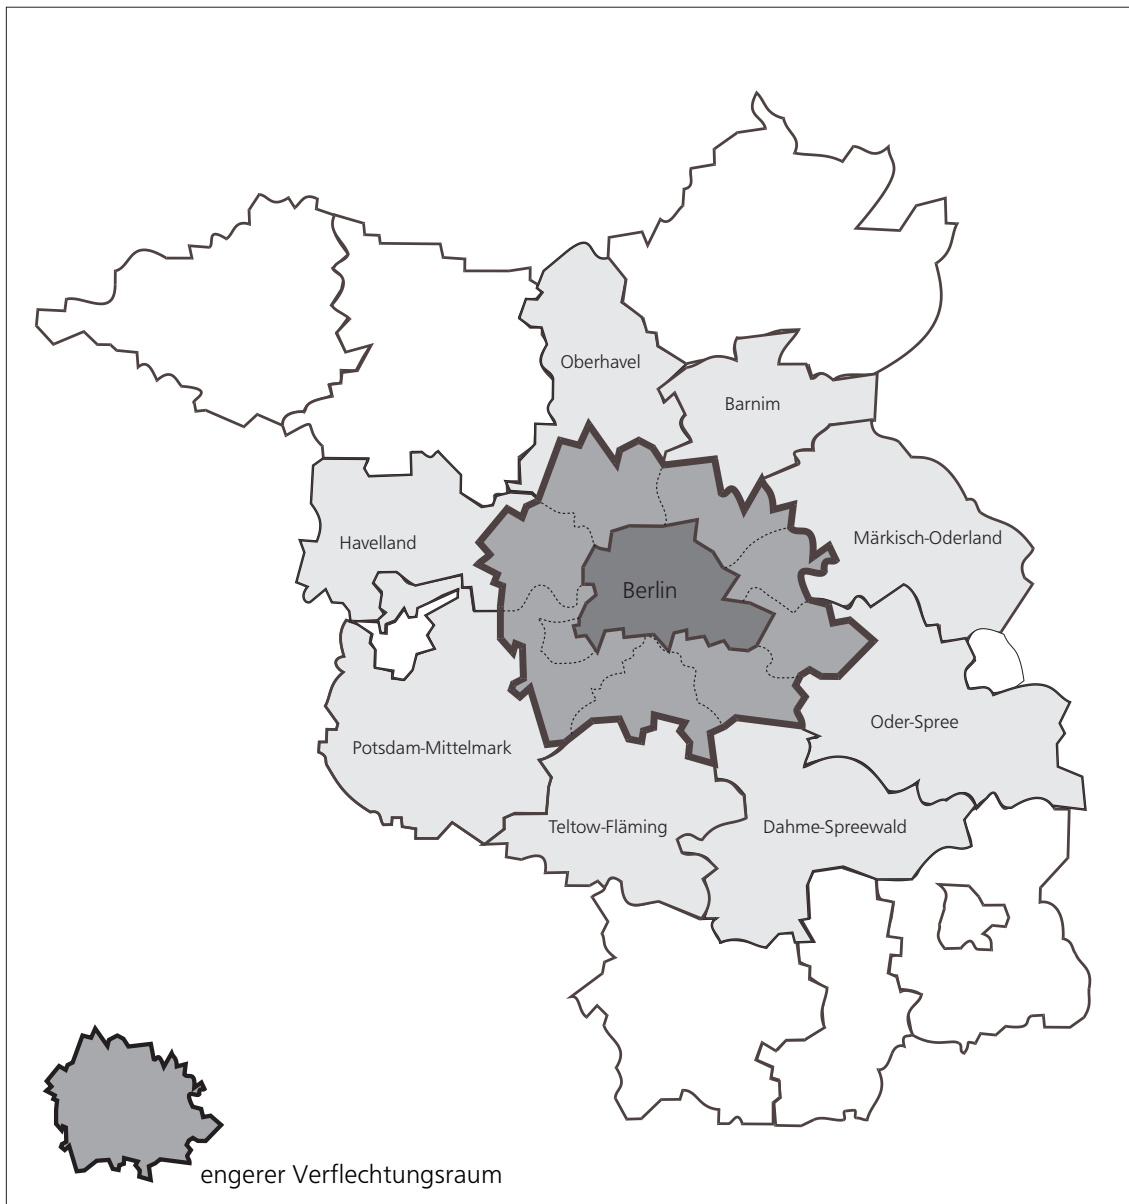 Oberhavel
Barnim
Havelland
Märkisch-Oderland
Berlin
Oder-Spree
Potsdam-Mittelmark
Teltow-Fläming
Dahme-Spreewald
engerer Verflechtungsraum